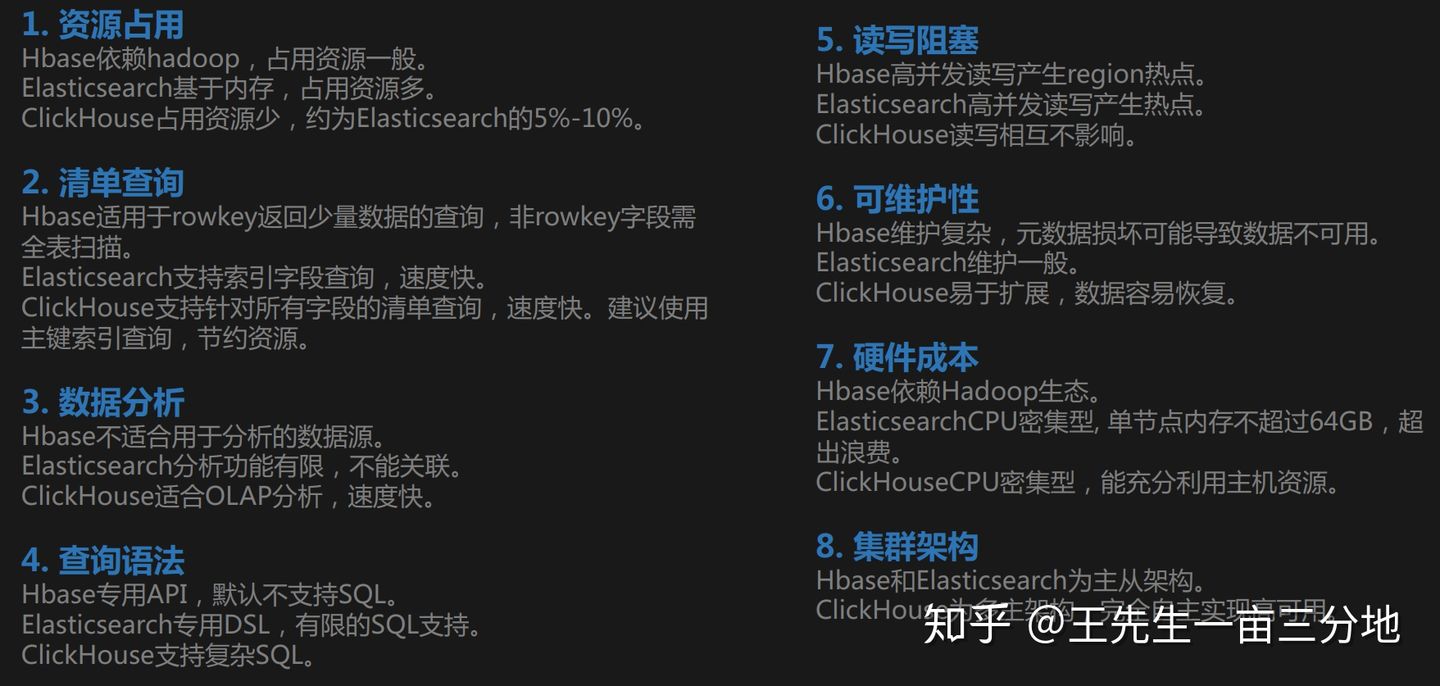 1. 资源占用
Hbase依赖hadoop，占用资源一般。
Elasticsearch基于内存，占用资源多。
ClickHouse占用资源少，约为Elasticsearch的5%-10%。
2. 清单查询
Hbase适用于rowkey返回少量数据的查询，非rowkey字段需
全表扫描。
Elasticsearch支持索引字段查询，速度快。
ClickHouse支持针对所有字段的清单查询，速度快。建议使用
主键索引查询，节约资源。
3. 数据分析
Hbase不适合用于分析的数据源。
Elasticsearch分析功能有限，不能关联。
ClickHouse适合OLAP分析，速度快。
4. 查询语法
Hbase专用API，默认不支持SQL。
Elasticsearch专用DSL，有限的SQL支持。
ClickHouse支持复杂SQL。
5. 读写阻塞
Hbase高并发读写产生region热点。
Elasticsearch高并发读写产生热点。
ClickHouse读写相互不影响。
6. 可维护性
Hbase维护复杂，元数据损坏可能导致数据不可用。
Elasticsearch维护一般。
ClickHouse易于扩展，数据容易恢复。
7. 硬件成本
Hbase依赖Hadoop生态。
ElasticsearchCPU密集型, 单节点内存不超过64GB，超
出浪费。
ClickHouseCPU密集型，能充分利用主机资源。
8. 集群架构
Hbase和Elasticsearch为主从架构。
ClickHouse为多主架构，完全自主实现高可用。
知乎 @王先生一亩三分地